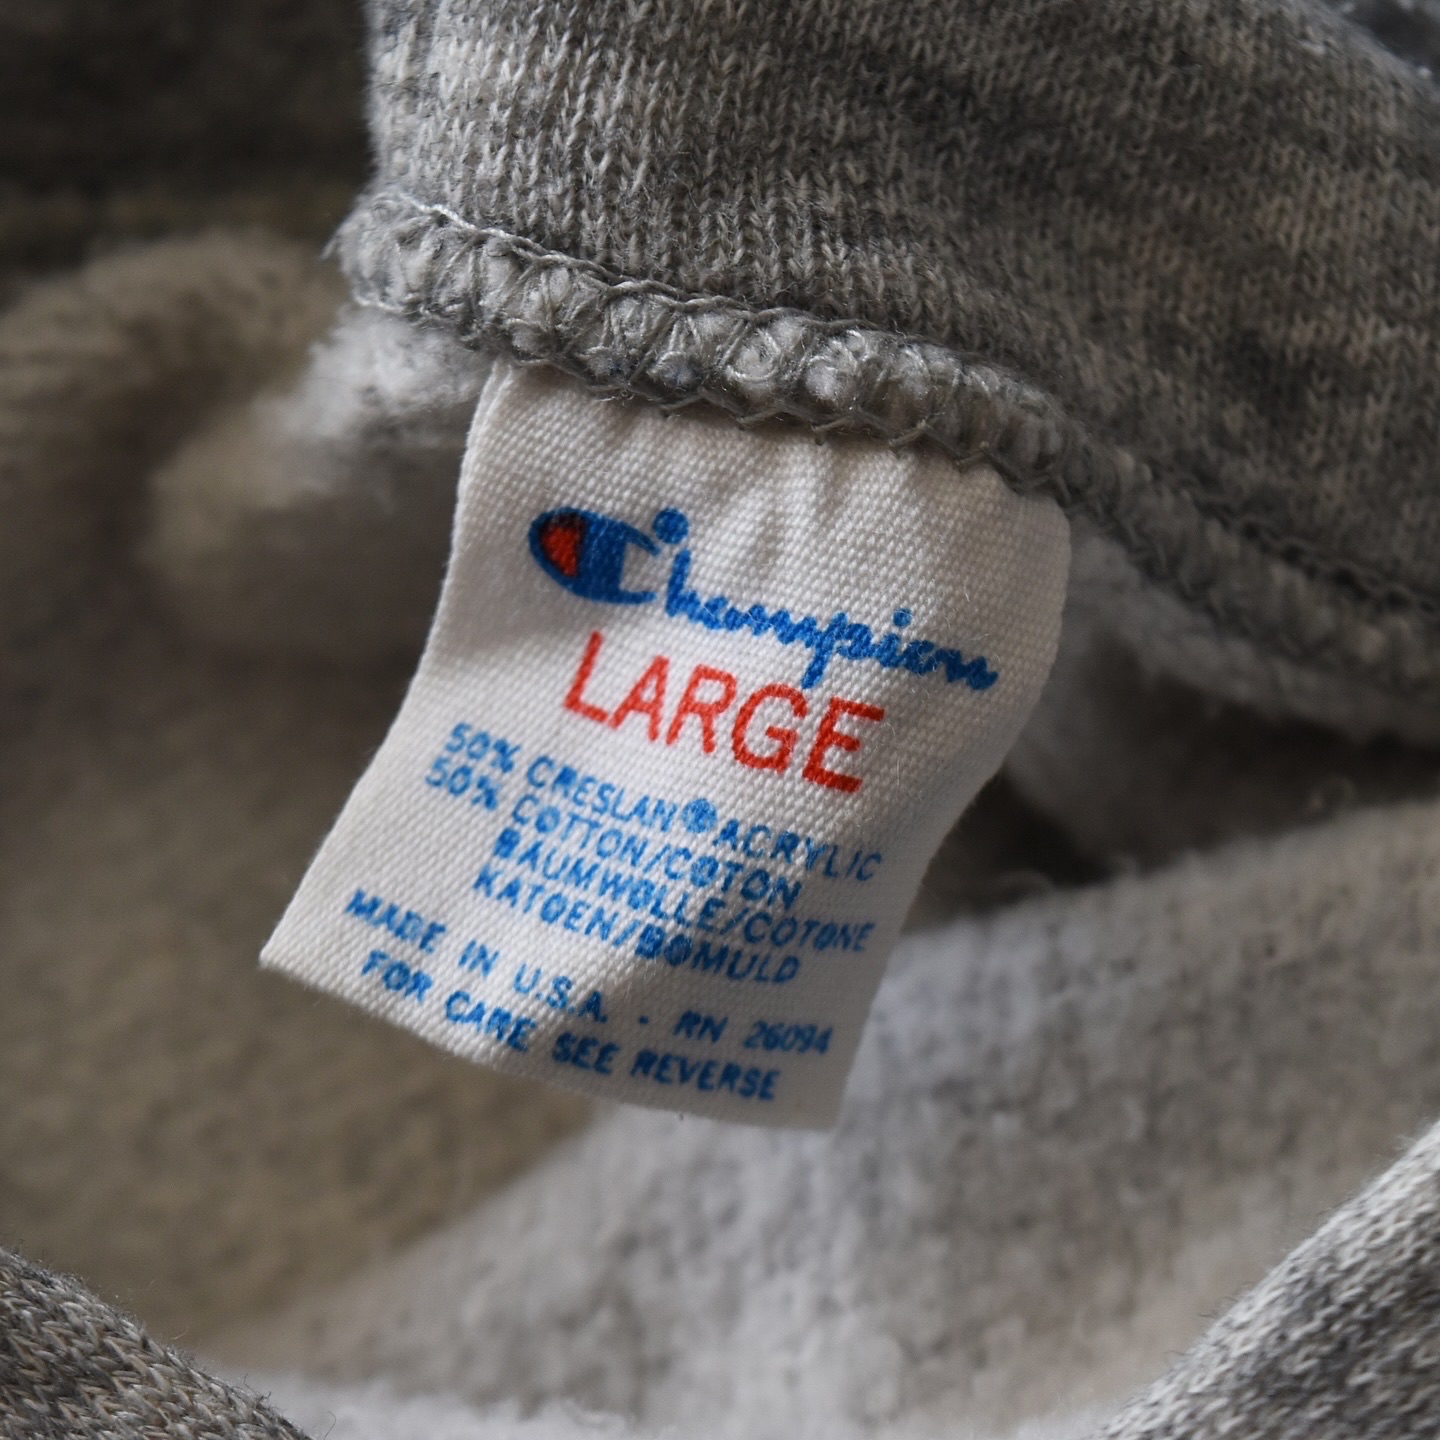 Champion
LARGE
50% CRESLAN® ACRYLIC
50% COTTON/COTON
BAUMWOLLE/COTONE
KATOEN/BOMULD
MADE IN U.S.A. - RN 26094
FOR CARE SEE REVERSE